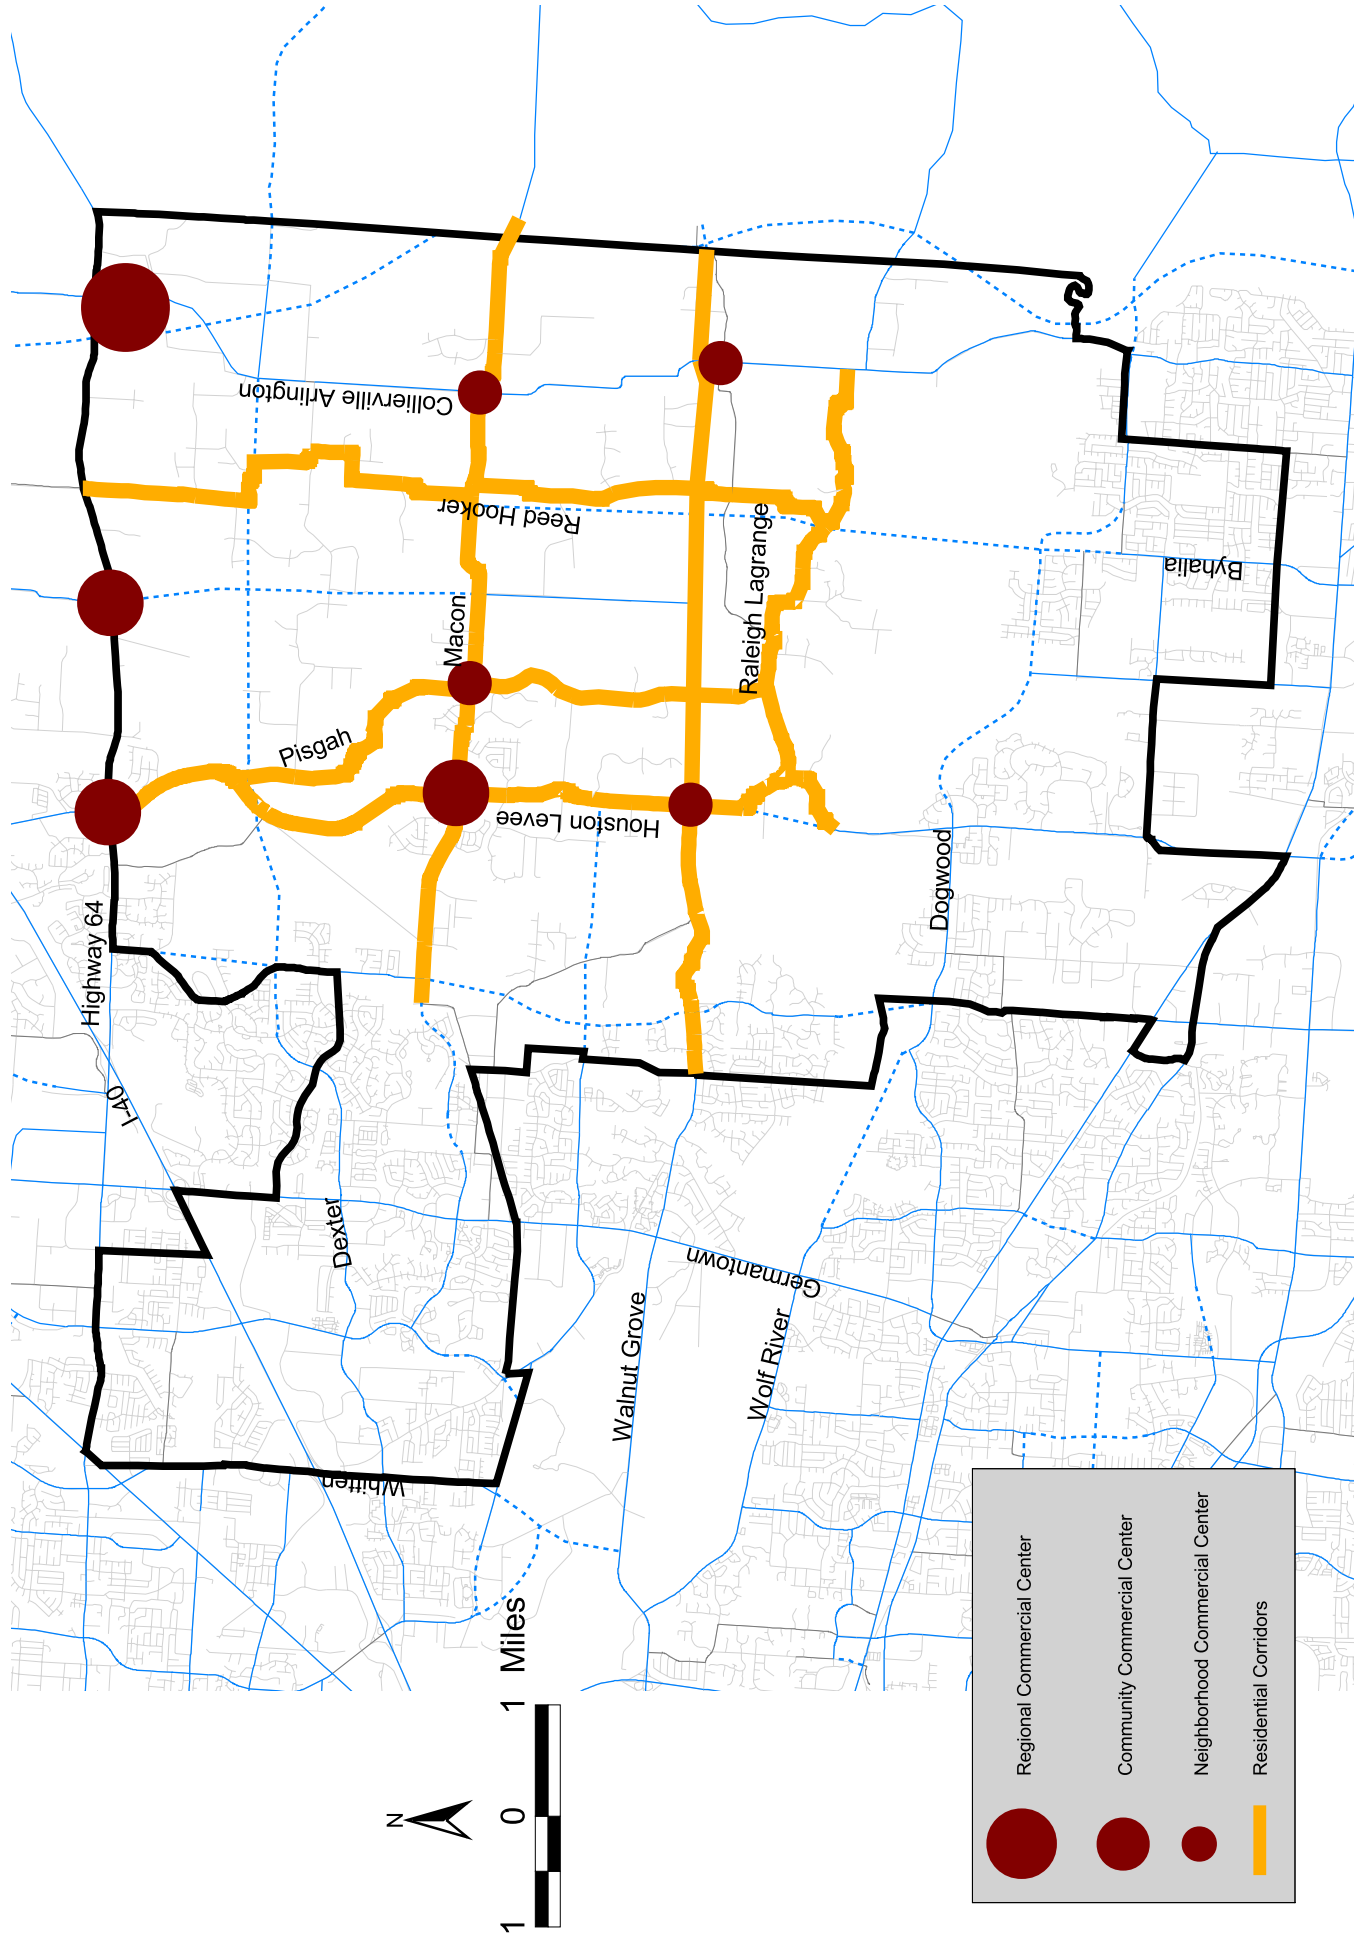 Highway 64
I-40
Dexter
Whitten
Pisgah
Macon
Collierville Arlington
Reed Hooker
Houston Levee
Raleigh Lagrange
Walnut Grove
Germantown
Wolf River
Dogwood
Byhalia
N
1 0 1 Miles
Regional Commercial Center
Community Commercial Center
Neighborhood Commercial Center
Residential Corridors